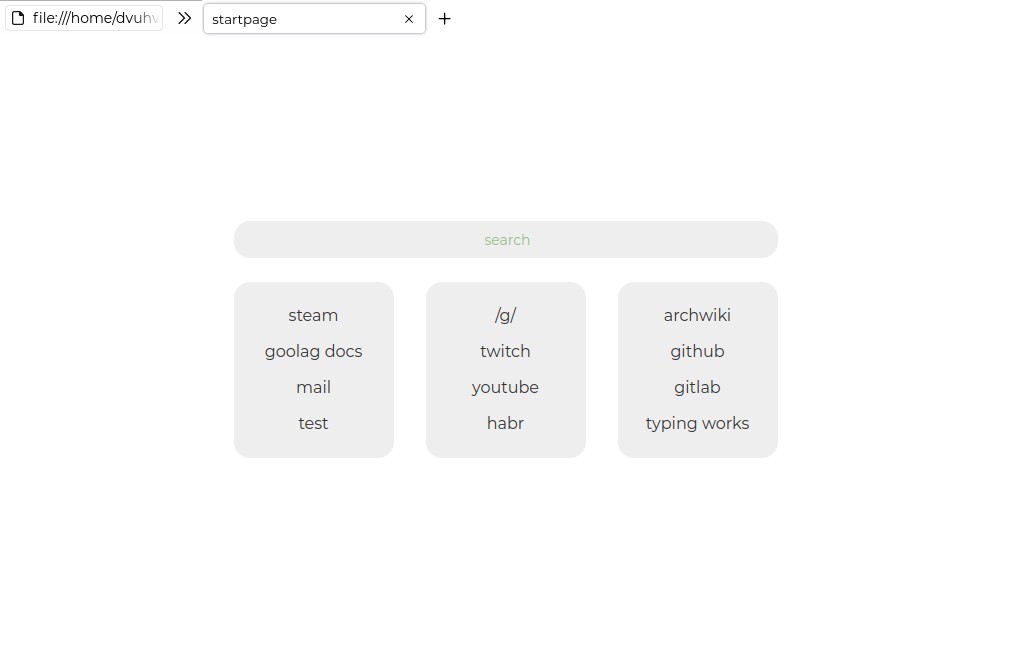 file:///home/dvuhv
startpage
search
steam
goolag docs
mail
test
/g/
twitch
youtube
habr
archwiki
github
gitlab
typing works